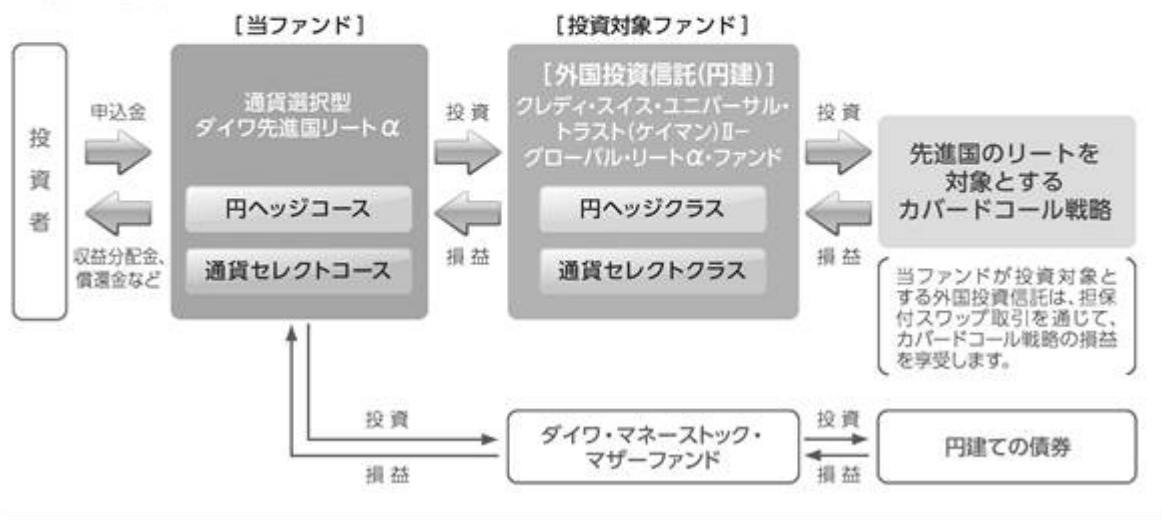 [当ファンド]
[投資対象ファンド]
投資者
申込金
収益分配金、
償還金など
通貨選択型
ダイワ先進国リートα
円ヘッジコース
通貨セレクトコース
投資
損益
[外国投資信託(円建)]
クレディ・スイス・ユニバーサル・
トラスト(ケイマン)Ⅱ−
グローバル・リートα・ファンド
円ヘッジクラス
通貨セレクトクラス
投資
損益
先進国のリートを
対象とする
カバードコール戦略
当ファンドが投資対象と
する外国投資信託は、担保
付スワップ取引を通じて、
カバードコール戦略の損益
を享受します。
投資
損益
ダイワ・マネーストック・
マザーファンド
投資
損益
円建ての債券